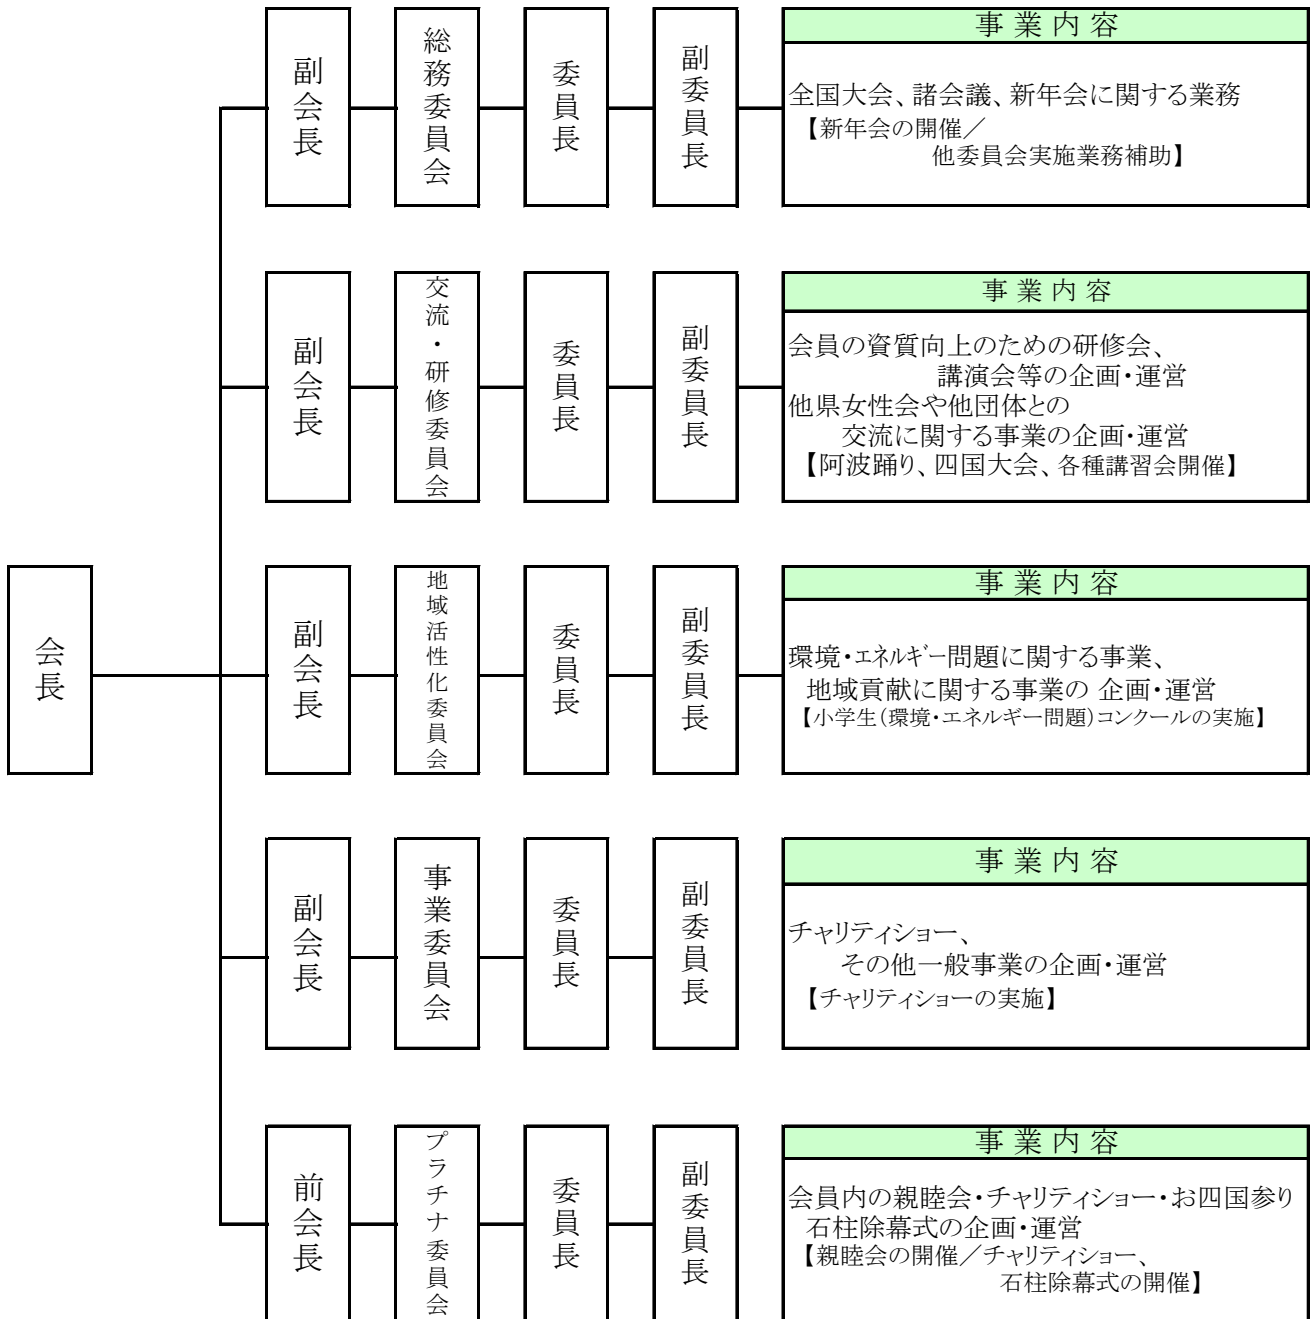 副会長
総務委員会
委員長
副委員長
事業内容
全国大会、諸会議、新年会に関する業務
【新年会の開催／
他委員会実施業務補助】
副会長
交流・研修委員会
委員長
副委員長
事業内容
会員の資質向上のための研修会、
講演会等の企画・運営
他県女性会や他団体との
交流に関する事業の企画・運営
【阿波踊り、四国大会、各種講習会開催】
会長
副会長
地域活性化委員会
委員長
副委員長
事業内容
環境・エネルギー問題に関する事業、
地域貢献に関する事業の 企画・運営
【小学生（環境・エネルギー問題）コンクールの実施】
副会長
事業委員会
委員長
副委員長
事業内容
チャリティショー、
その他一般事業の企画・運営
【チャリティショーの実施】
前会長
プラチナ委員会
委員長
副委員長
事業内容
会員内の親睦会・チャリティショー・お四国参り
石柱除幕式の企画・運営
【親睦会の開催／チャリティショー、
石柱除幕式の開催】